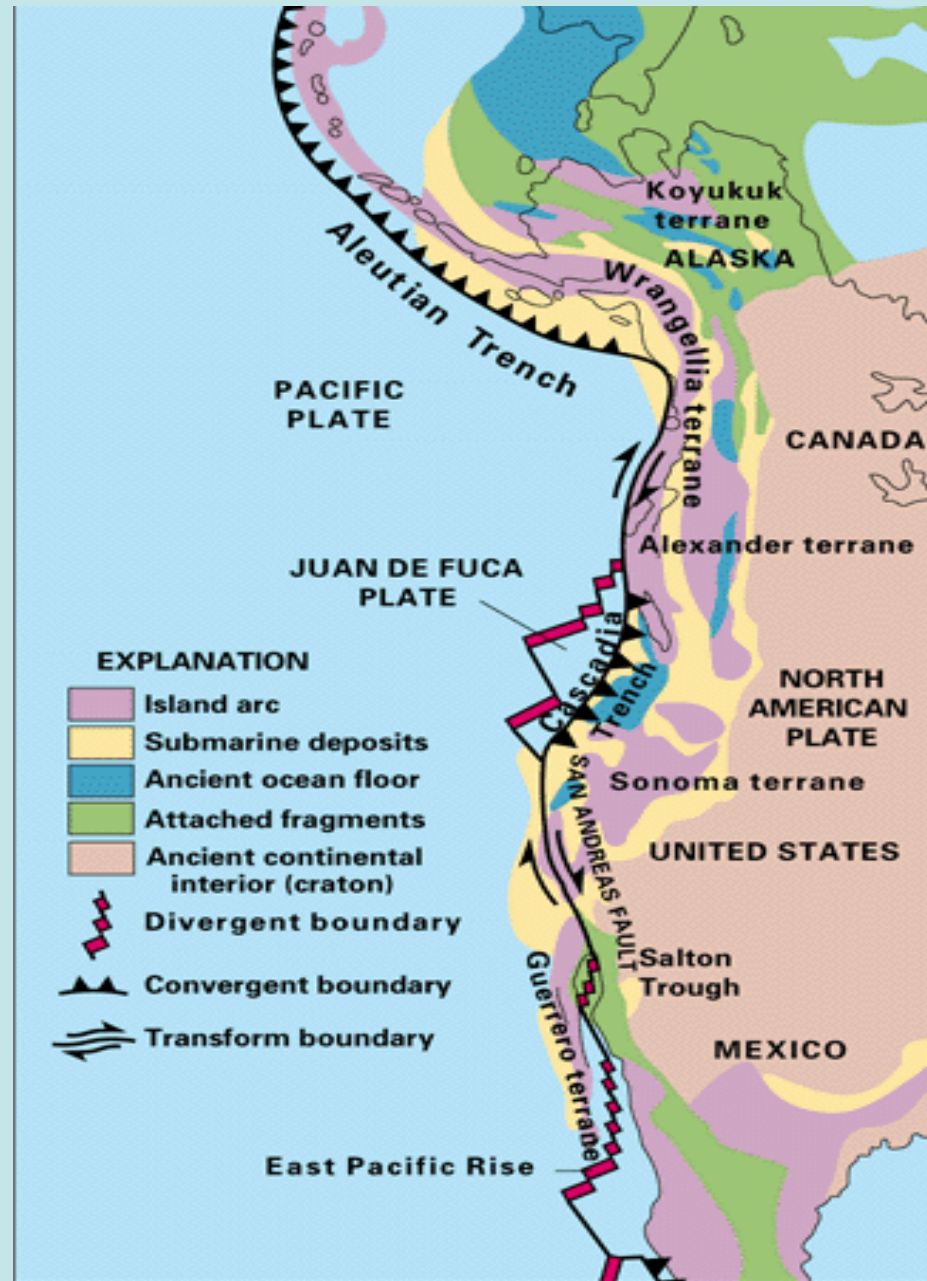 Koyukuk
terrane
ALASKA
Aleutian Trench
Wrangellia terrane
PACIFIC
PLATE
CANADA
Alexander terrane
JUAN DE FUCA
PLATE
Cascadia
Trench
EXPLANATION
Island arc
Submarine deposits
Ancient ocean floor
Attached fragments
Ancient continental
interior (craton)
Divergent boundary
Convergent boundary
Transform boundary
NORTH
AMERICAN
PLATE
Sonoma terrane
SAN ANDREAS FAULT
UNITED STATES
Salton
Trough
Guerrero terrane
MEXICO
East Pacific Rise